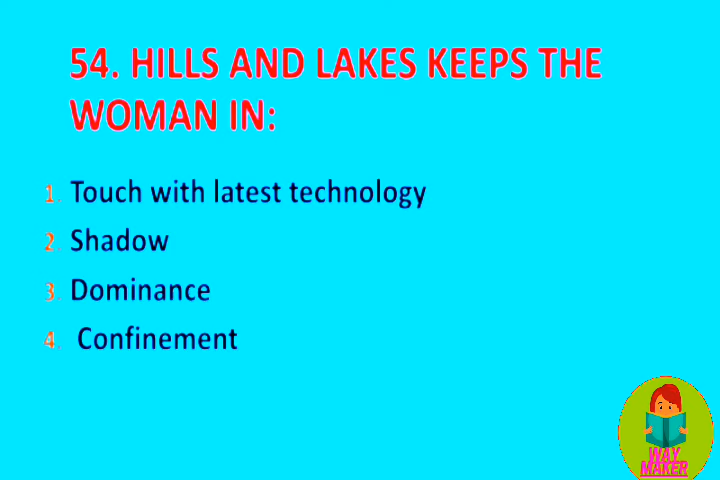 54. HILLS AND LAKES KEEPS THE
WOMAN IN:
1. Touch with latest technology
2. Shadow
3. Dominance
4. Confinement
WAY
MAKER